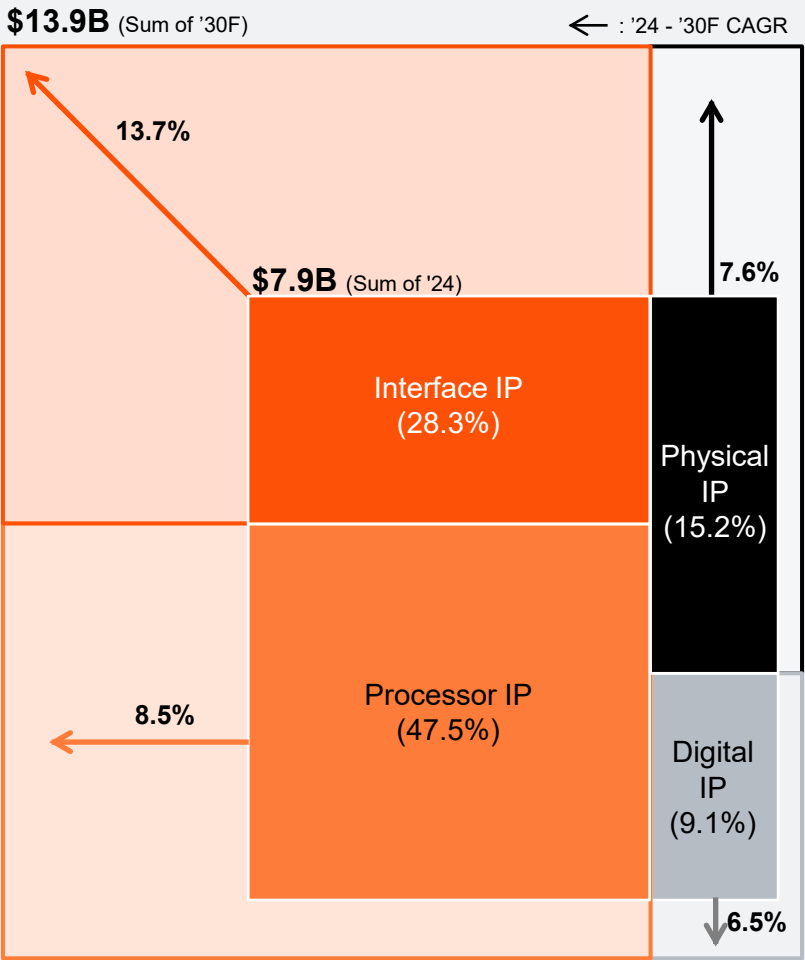 $13.9B (Sum of ’30F)
: ’24 - ’30F CAGR
13.7%
7.6%
$7.9B (Sum of '24)
Interface IP
(28.3%)
Physical
IP
(15.2%)
Processor IP
(47.5%)
8.5%
Digital
IP
(9.1%)
6.5%